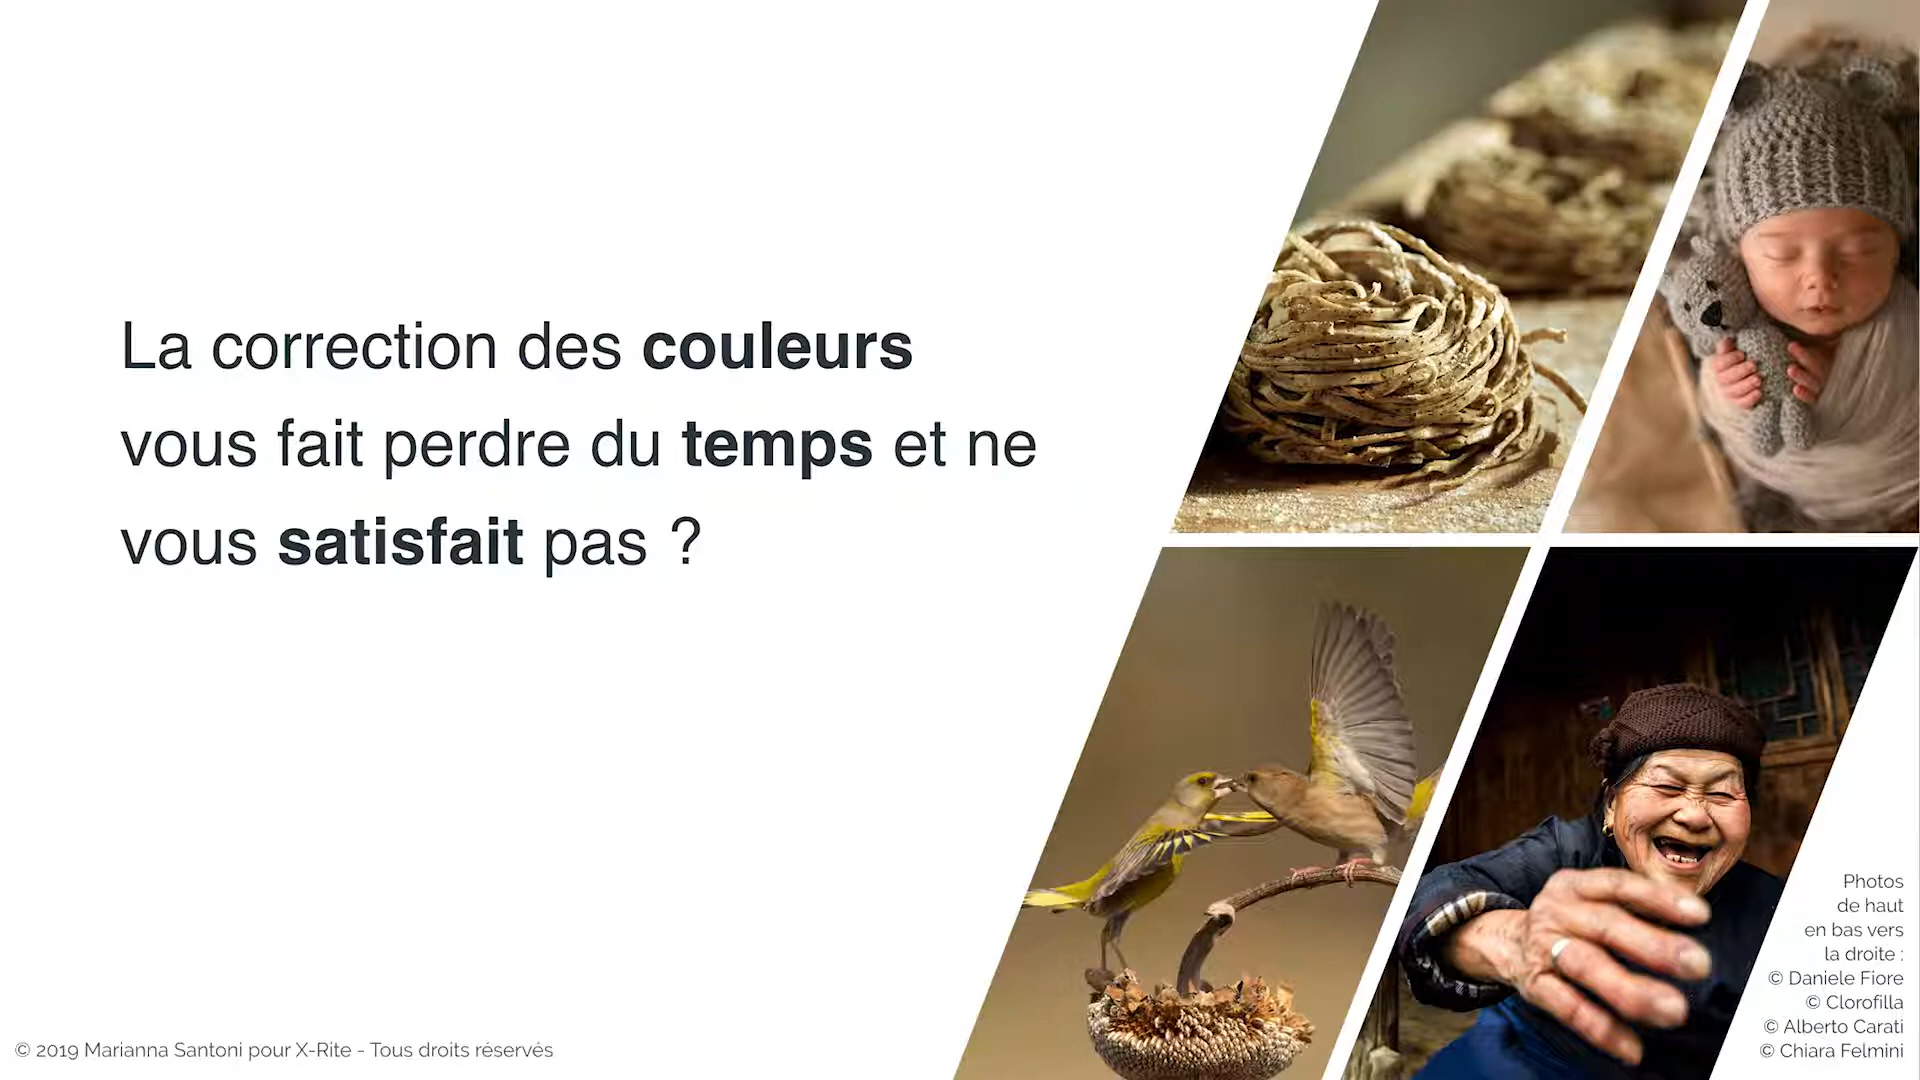 La correction des couleurs
vous fait perdre du temps et ne
vous satisfait pas ?
Photos
de haut
en bas vers
la droite :
© Daniele Fiore
© Clorofilla
© Alberto Carati
© Chiara Felmini
© 2019 Marianna Santoni pour X-Rite - Tous droits réservés